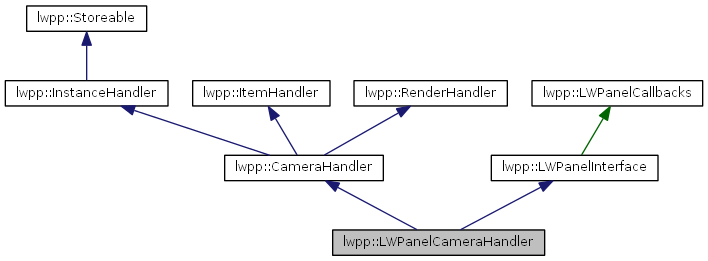 lwpp::Storeable
lwpp::InstanceHandler
lwpp::ItemHandler
lwpp::RenderHandler
lwpp::LWPanelCallbacks
lwpp::CameraHandler
lwpp::LWPanelInterface
lwpp::LWPanelCameraHandler